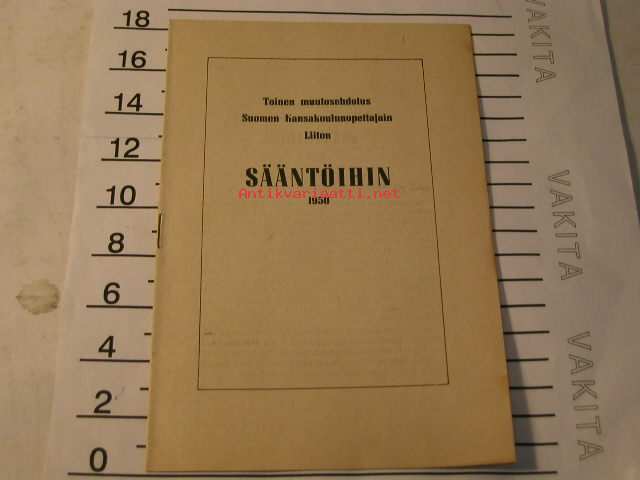 Toinen muutosehdotus
Suomen Kansakoulunopettajain
Liiton
SÄÄNTÖIHIN
Antikvariaatti.net
1950
18
16
14
12
10
8
6
4
2
0
VAKITA
VAKITA
VAKITA